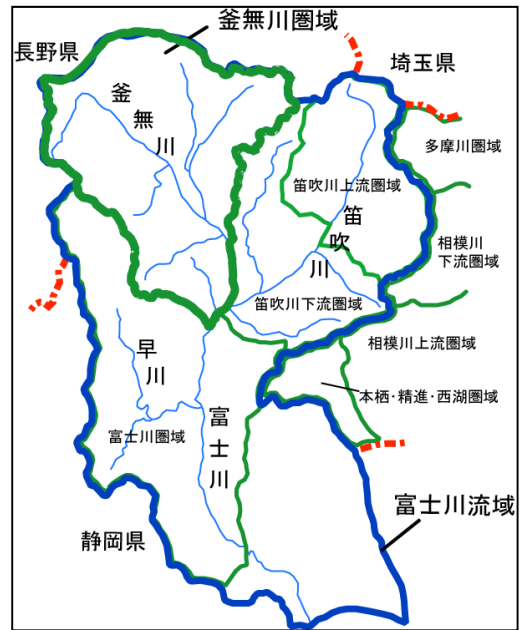 釜無川圏域
長野県
埼玉県
釜無川
多摩川圏域
笛吹川上流圏域
笛吹川
相模川
下流圏域
笛吹川下流圏域
早川
相模川上流圏域
本栖・精進・西湖圏域
富士川圏域
富士川
富士川流域
静岡県